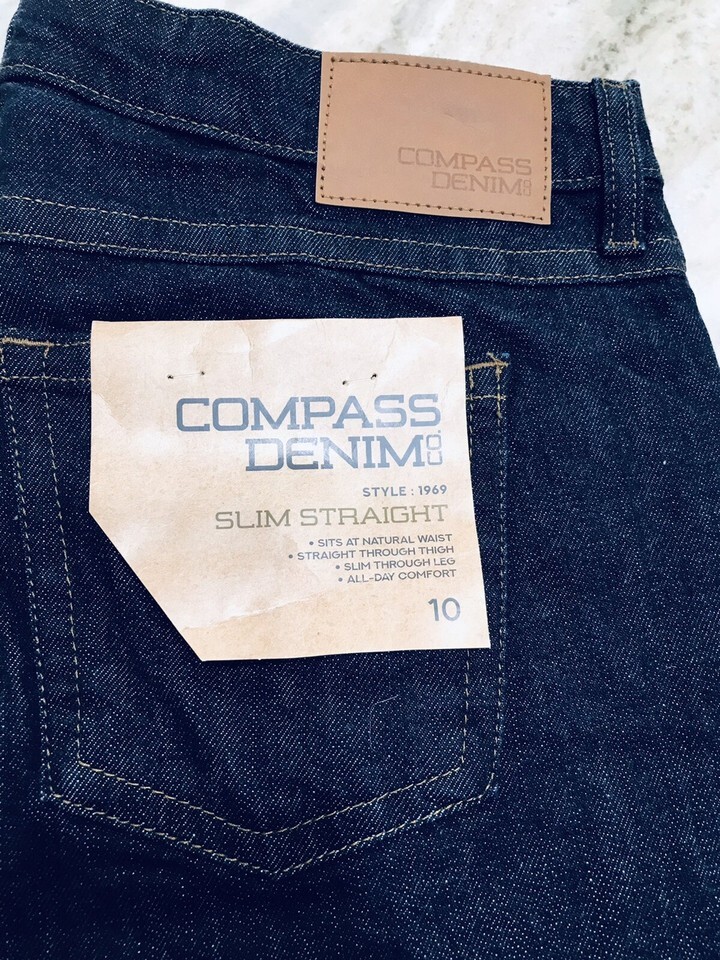 COMPASS
DENIM CO.
COMPASS
DENIM CO.
STYLE : 1969
SLIM STRAIGHT
• SITS AT NATURAL WAIST
• STRAIGHT THROUGH THIGH
• SLIM THROUGH LEG
• ALL-DAY COMFORT
10